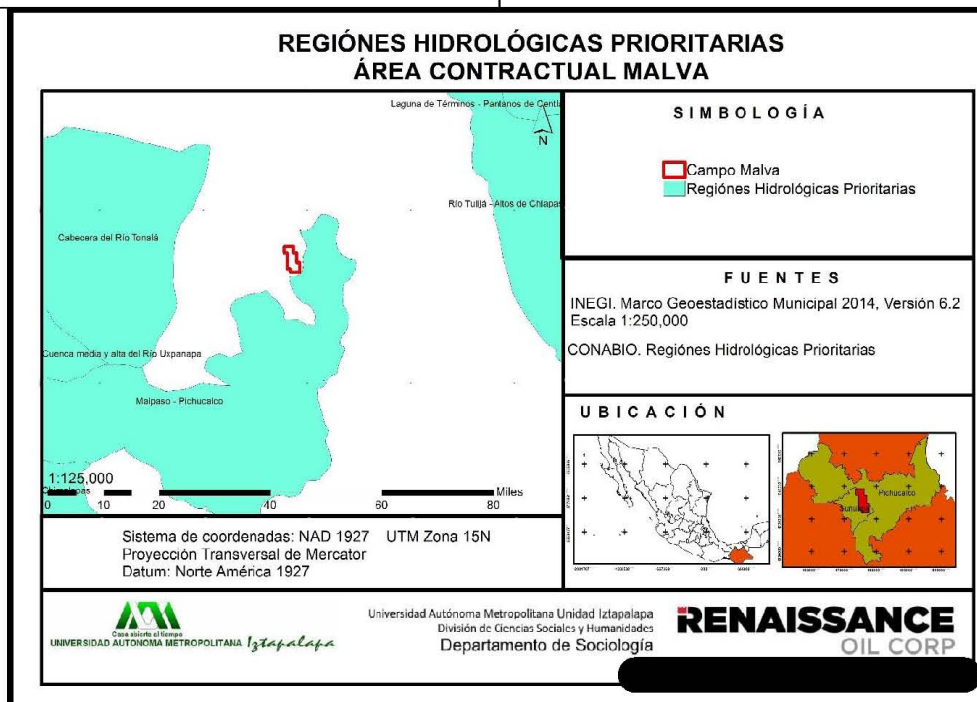 REGIÓNES HIDROLÓGICAS PRIORITARIAS
ÁREA CONTRACTUAL MALVA
Laguna de Términos - Pantanos de Centla
N
Río Tulijá - Altos de Chiapas
Cabecera del Río Tonalá
Cuenca media y alta del Río Uxpanapa
Malpaso - Pichucalco
1:125,000
Miles
0 10 20 40 60 80
Sistema de coordenadas: NAD 1927 UTM Zona 15N
Proyección Transversal de Mercator
Datum: Norte América 1927
SIMBOLOGÍA
Campo Malva
Regiónes Hidrológicas Prioritarias
FUENTES
INEGI. Marco Geoestadístico Municipal 2014, Versión 6.2
Escala 1:250,000
CONABIO. Regiónes Hidrológicas Prioritarias
UBICACIÓN
Pichucalco
Casa abierta al tiempo
UNIVERSIDAD AUTONOMA METROPOLITANA Iztapalapa
Universidad Autónoma Metropolitana Unidad Iztapalapa
División de Ciencias Sociales y Humanidades
Departamento de Sociología
RENAISSANCE
OIL CORP